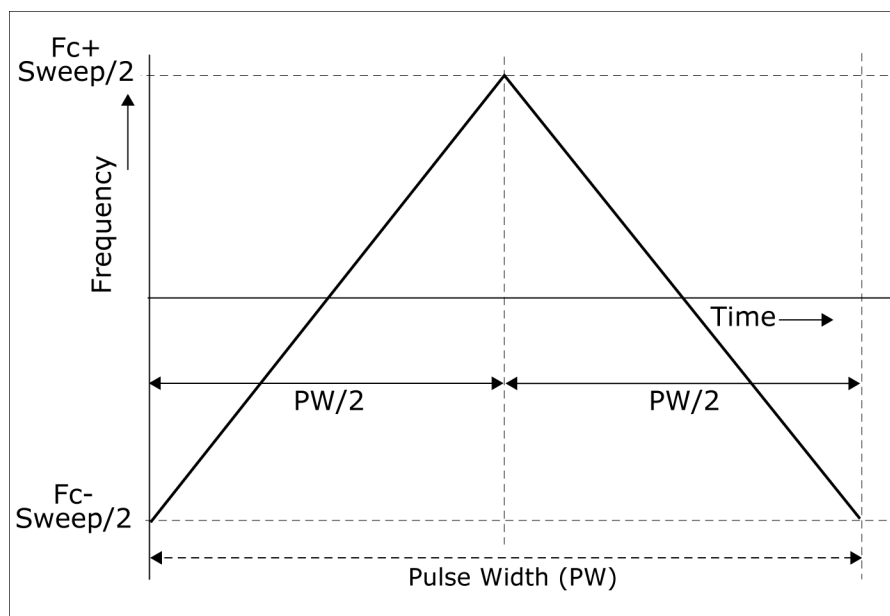 Fc+
Sweep/2
Frequency
Time
PW/2
PW/2
Fc-
Sweep/2
Pulse Width (PW)